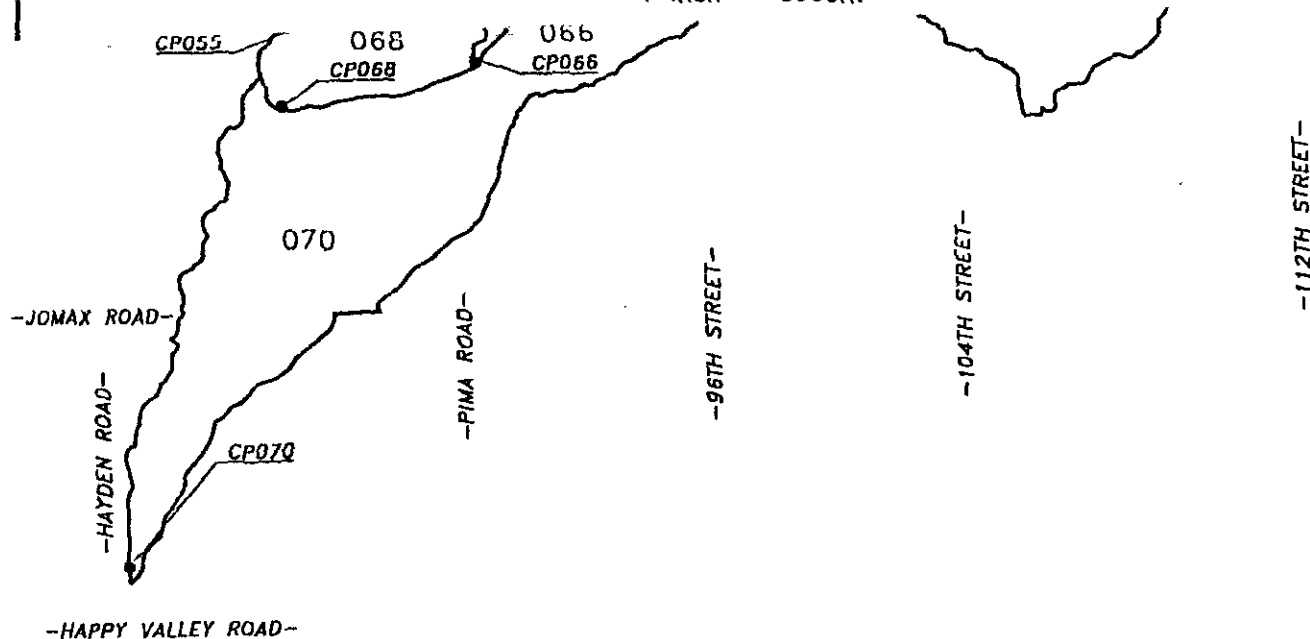 CP055
068
066
CP068
CP066
070
-JOMAX ROAD-
-HAYDEN ROAD-
-PIMA ROAD-
-96TH STREET-
-104TH STREET-
-112TH STREET-
CP070
-HAPPY VALLEY ROAD-